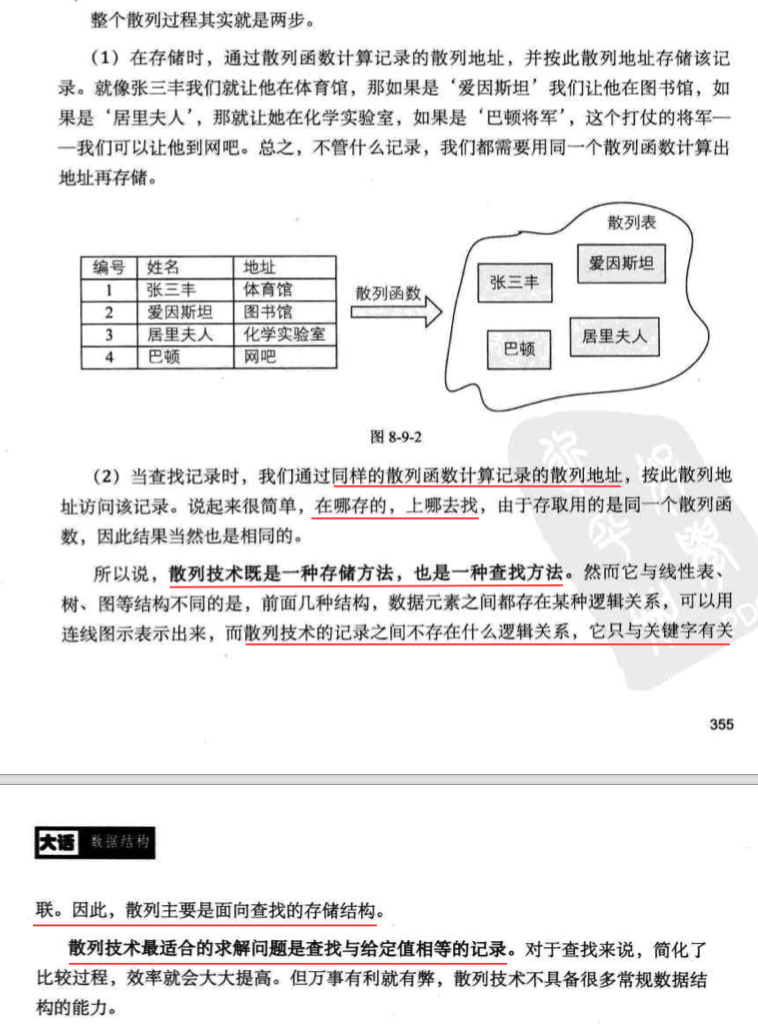 整个散列过程其实就是两步。
（1）在存储时，通过散列函数计算记录的散列地址，并按此散列地址存储该记
录。就像张三丰我们就让他在体育馆，那如果是‘爱因斯坦’我们让他在图书馆，如
果是‘居里夫人’，那就让她在化学实验室，如果是‘巴顿将军’，这个打仗的将军—
—我们可以让他到网吧。总之，不管什么记录，我们都需要用同一个散列函数计算出
地址再存储。
编号 姓名 地址
1 张三丰 体育馆
2 爱因斯坦 图书馆
3 居里夫人 化学实验室
4 巴顿 网吧
散列函数
散列表
张三丰
爱因斯坦
巴顿
居里夫人
图 8-9-2
（2）当查找记录时，我们通过同样的散列函数计算记录的散列地址，按此散列地
址访问该记录。说起来很简单，在哪存的，上哪去找，由于存取用的是同一个散列函
数，因此结果当然也是相同的。
所以说，散列技术既是一种存储方法，也是一种查找方法。然而它与线性表、
树、图等结构不同的是，前面几种结构，数据元素之间都存在某种逻辑关系，可以用
连线图示表示出来，而散列技术的记录之间不存在什么逻辑关系，它只与关键字有关
355
大话 数据结构
联。因此，散列主要是面向查找的存储结构。
散列技术最适合的求解问题是查找与给定值相等的记录。对于查找来说，简化了
比较过程，效率就会大大提高。但万事有利就有弊，散列技术不具备很多常规数据结
构的能力。